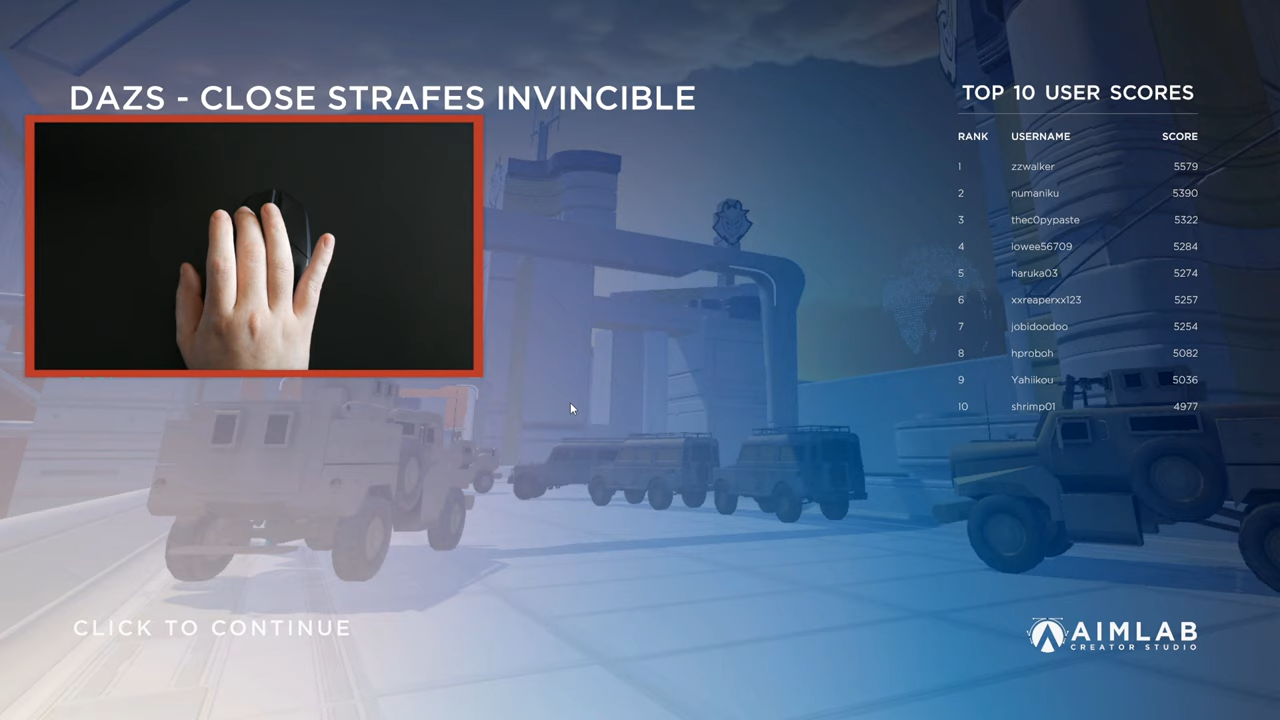 DAZS - CLOSE STRAFES INVINCIBLE
TOP 10 USER SCORES
RANK USERNAME SCORE
1 zzwalker 5579
2 numaniku 5390
3 thec0pypaste 5322
4 lowee56709 5284
5 haruka03 5274
6 xxreaperxx123 5257
7 jobidoodoo 5254
8 hproboh 5082
9 Yahiikou 5036
10 shrimp01 4977
CLICK TO CONTINUE
AIMLAB
CREATOR STUDIO